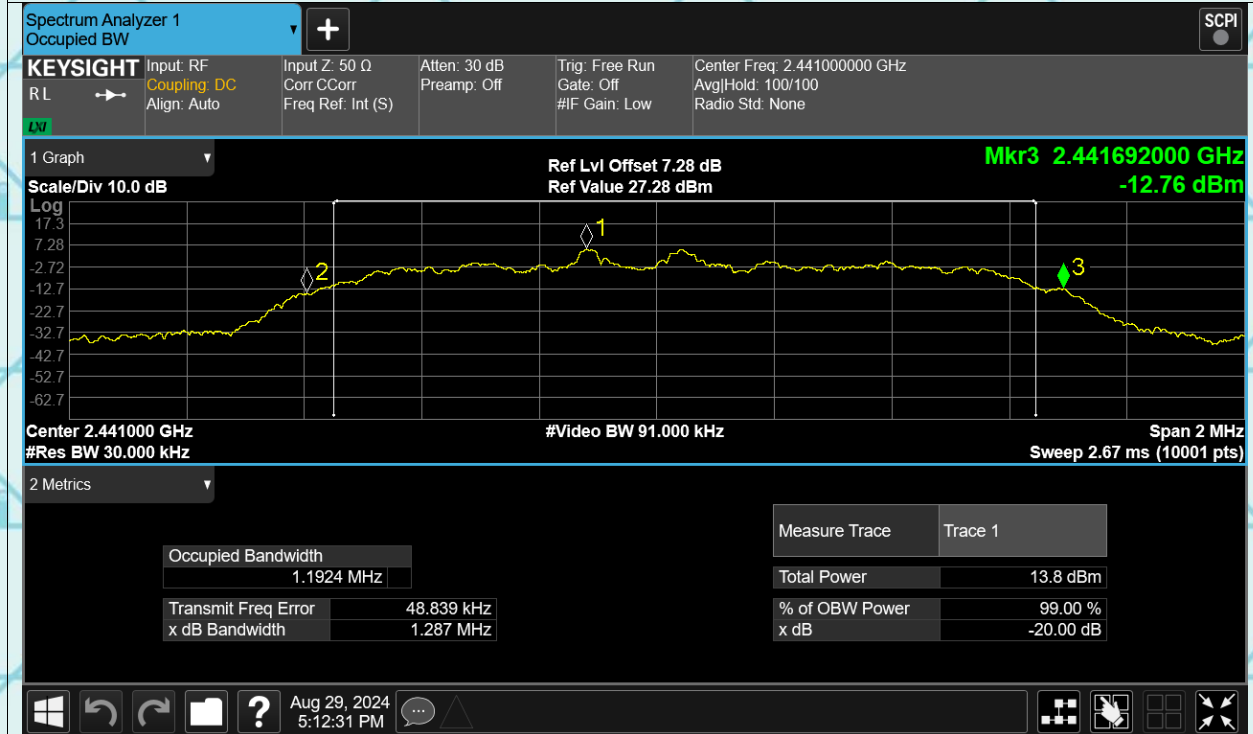 Spectrum Analyzer 1
Occupied BW
+
SCPI
KEYSIGHT
R L
LXI
Input: RF
Coupling: DC
Align: Auto
Input Z: 50 Ω
Corr CCorr
Freq Ref: Int (S)
Atten: 30 dB
Preamp: Off
Trig: Free Run
Gate: Off
#IF Gain: Low
Center Freq: 2.441000000 GHz
Avg|Hold: 100/100
Radio Std: None
1 Graph
Scale/Div 10.0 dB
Ref Lvl Offset 7.28 dB
Ref Value 27.28 dBm
Mkr3 2.441692000 GHz
-12.76 dBm
Log
17.3
7.28
-2.72
-12.7
-22.7
-32.7
-42.7
-52.7
-62.7
1
2
3
Center 2.441000 GHz
#Res BW 30.000 kHz
#Video BW 91.000 kHz
Span 2 MHz
Sweep 2.67 ms (10001 pts)
2 Metrics
Occupied Bandwidth
1.1924 MHz
Transmit Freq Error 48.839 kHz
x dB Bandwidth 1.287 MHz
Measure Trace Trace 1
Total Power 13.8 dBm
% of OBW Power 99.00 %
x dB -20.00 dB
?
Aug 29, 2024
5:12:31 PM